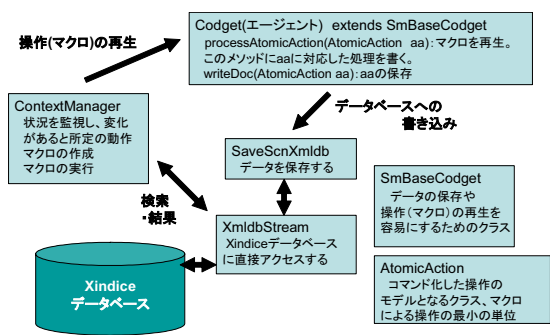 操作(マクロ)の再生
Codget(エージェント) extends SmBaseCodget
processAtomicAction(AtomicAction aa):マクロを再生。
このメソッドにaaに対応した処理を書く。
writeDoc(AtomicAction aa):aaの保存
ContextManager
状況を監視し、変化
があると所定の動作
マクロの作成
マクロの実行
データベースへの
書き込み
SaveScnXmldb
データを保存する
SmBaseCodget
データの保存や
操作(マクロ)の再生を
容易にするためのクラス
検索
・結果
XmldbStream
Xindiceデータベース
に直接アクセスする
Xindice
データベース
AtomicAction
コマンド化した操作の
モデルとなるクラス、マクロ
による操作の最小の単位